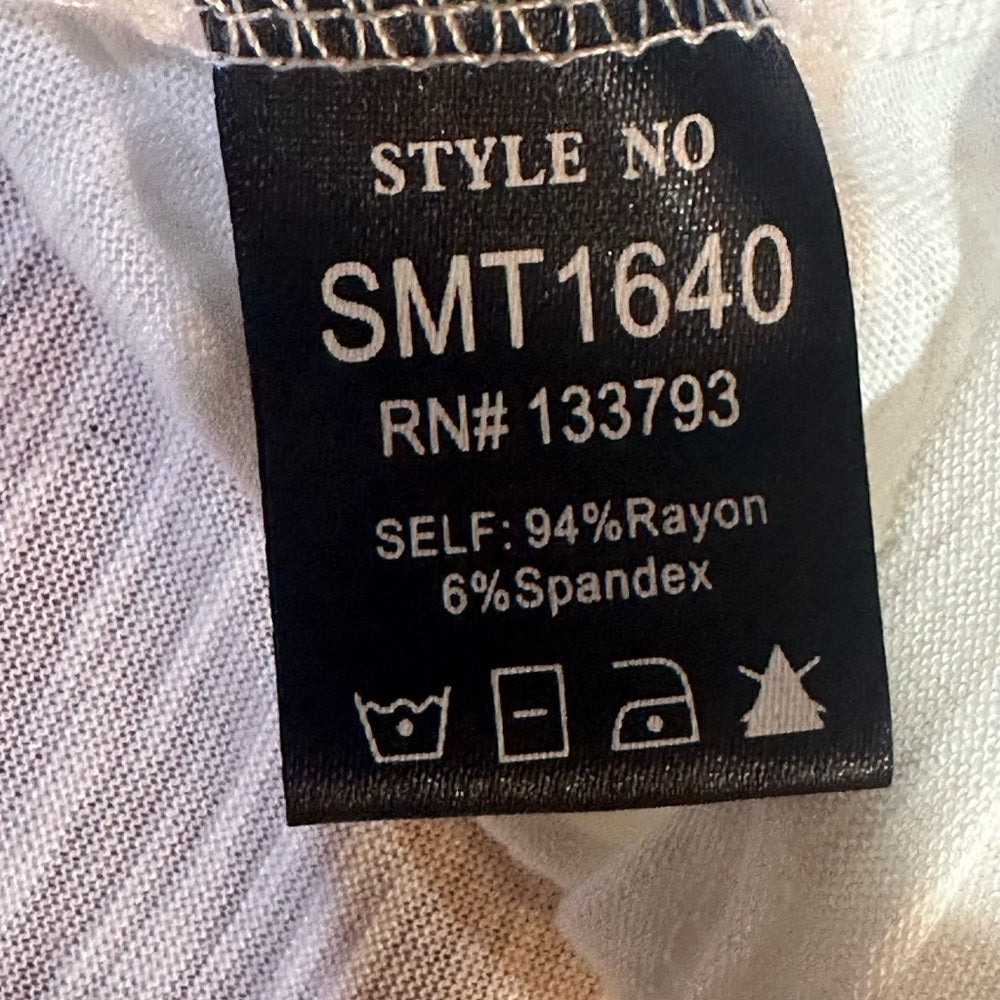 STYLE NO
SMT1640
RN# 133793
SELF: 94%Rayon
6%Spandex